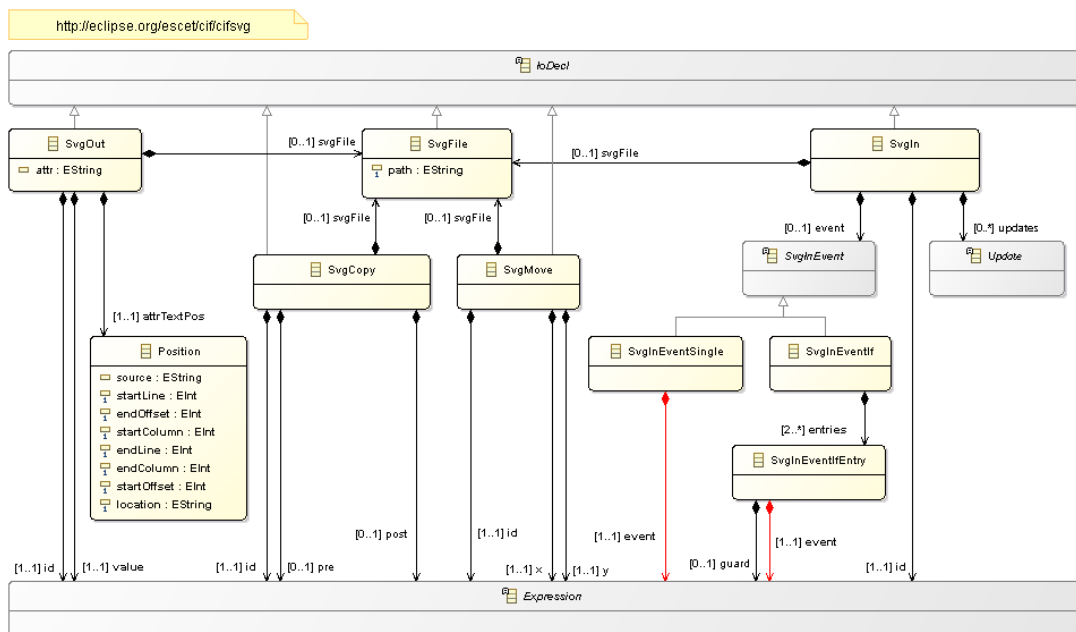 http://eclipse.org/escet/cif/cifsvg
IoDecl
SvgOut
attr : EString
[0..1] svgFile
SvgFile
path : EString
[0..1] svgFile
SvgIn
[0..1] svgFile
[0..1] svgFile
[0..1] event
[0..*] updates
SvgCopy
SvgMove
SvgInEvent
Update
[1..1] attrTextPos
Position
source : EString
startLine : EInt
endOffset : EInt
startColumn : EInt
endLine : EInt
endColumn : EInt
startOffset : EInt
location : EString
SvgInEventSingle
SvgInEventIf
[2..*] entries
SvgInEventIfEntry
[0..1] post
[1..1] id
[1..1] event
[1..1] event
[1..1] id
[1..1] value
[1..1] id
[0..1] pre
[1..1] x
[1..1] y
[0..1] guard
[1..1] id
Expression